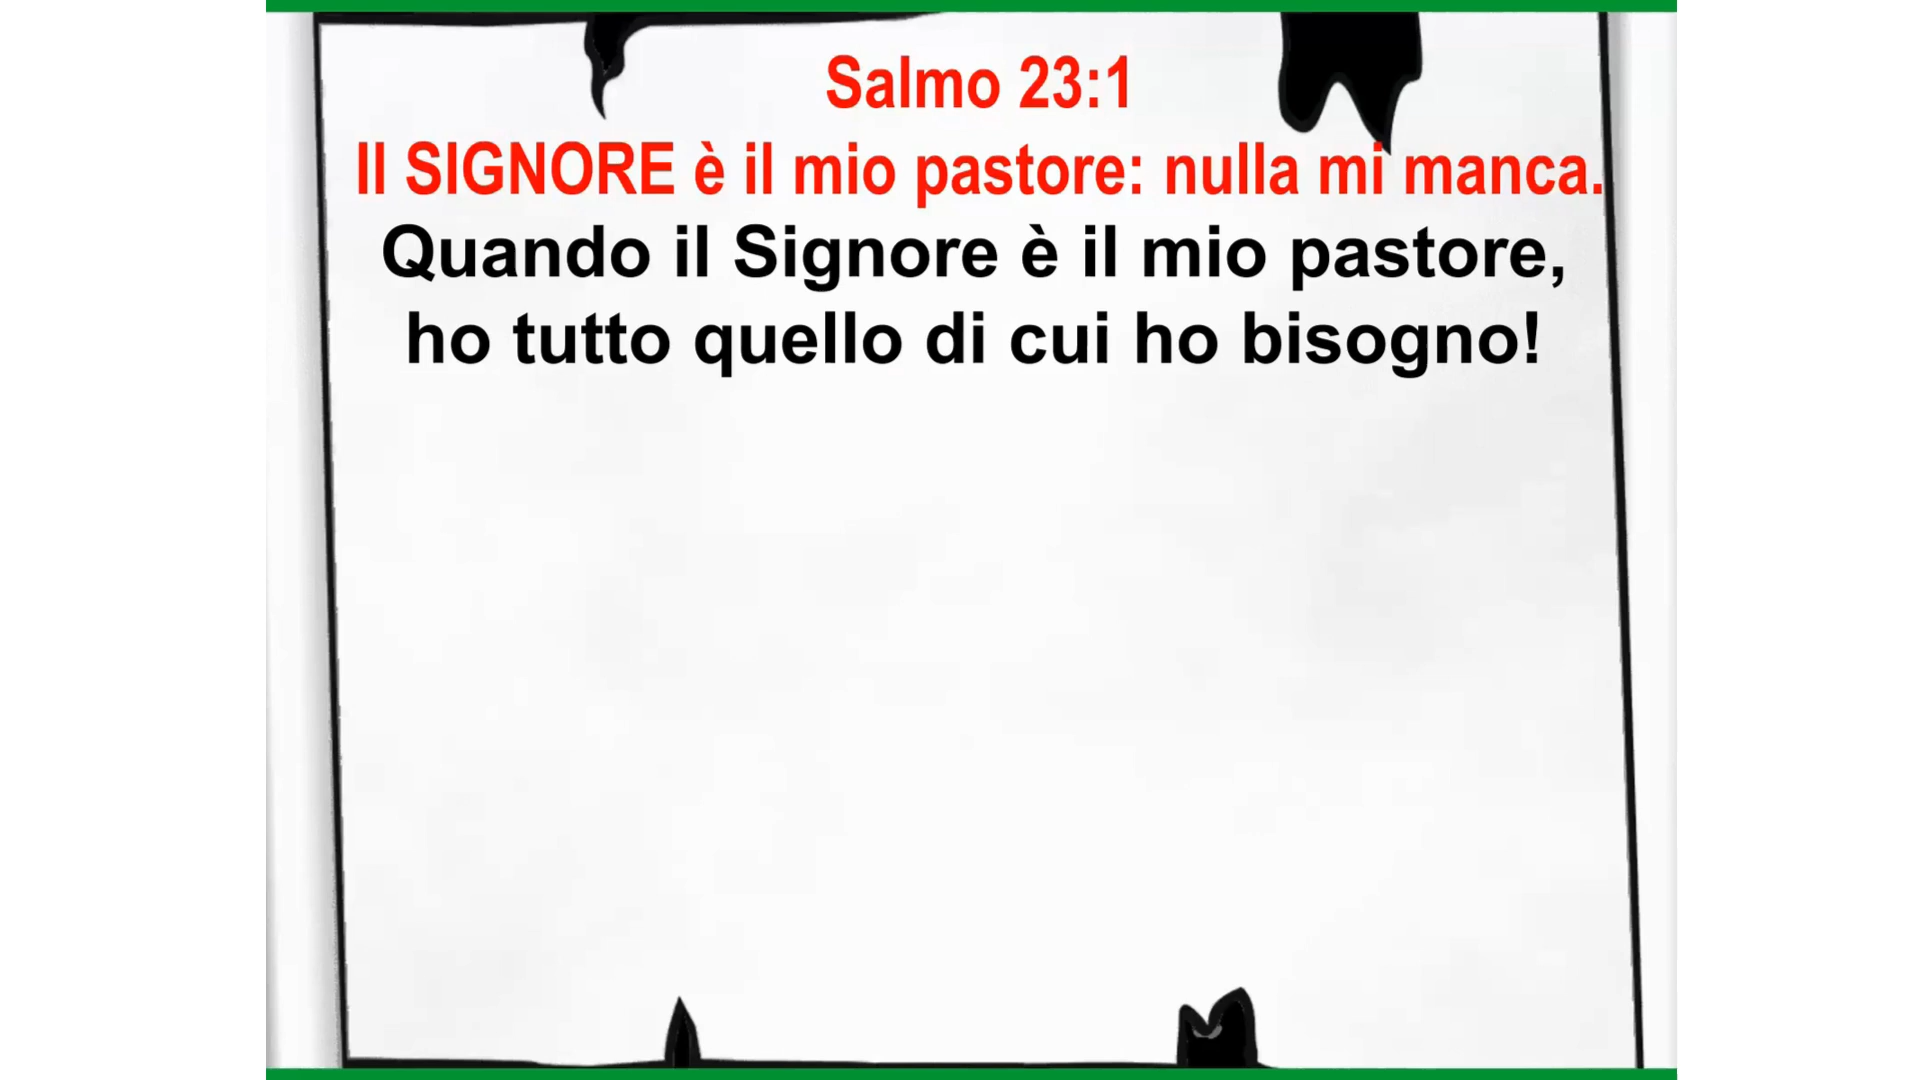 Salmo 23:1
Il SIGNORE è il mio pastore: nulla mi manca.
Quando il Signore è il mio pastore,
ho tutto quello di cui ho bisogno!